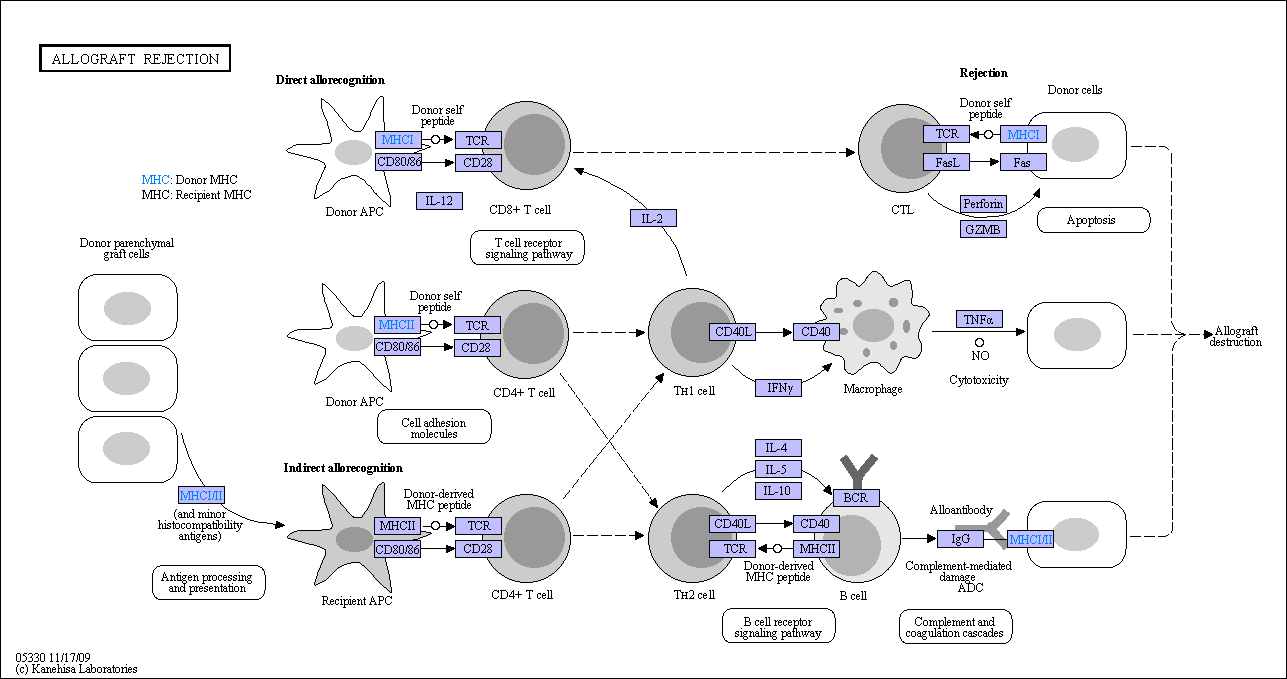 ALLOGRAFT REJECTION
Direct allorecognition
Donor self
peptide
MHCI
TCR
CD80/86
CD28
IL-12
Donor APC
CD8+ T cell
T cell receptor
signaling pathway
MHC: Donor MHC
MHC: Recipient MHC
Rejection
Donor cells
Donor self
peptide
TCR
MHCI
FasL
Fas
CTL
Perforin
GZMB
Apoptosis
IL-2
Donor parenchymal
graft cells
Donor self
peptide
MHCII
TCR
CD80/86
CD28
Donor APC
CD4+ T cell
Cell adhesion
molecules
CD40L
CD40
IFNγ
TH1 cell
Macrophage
TNFα
NO
Cytotoxicity
Allograft
destruction
Indirect allorecognition
MHCI/II
(and minor
histocompatibility
antigens)
Antigen processing
and presentation
Donor-derived
MHC peptide
MHCII
TCR
CD80/86
CD28
Recipient APC
CD4+ T cell
IL-4
IL-5
IL-10
BCR
CD40L
CD40
TCR
MHCII
Donor-derived
MHC peptide
TH2 cell
B cell
B cell receptor
signaling pathway
Alloantibody
IgG
MHCI/II
Complement-mediated
damage
ADC
Complement and
coagulation cascades
05330 11/17/09
(c) Kanehisa Laboratories